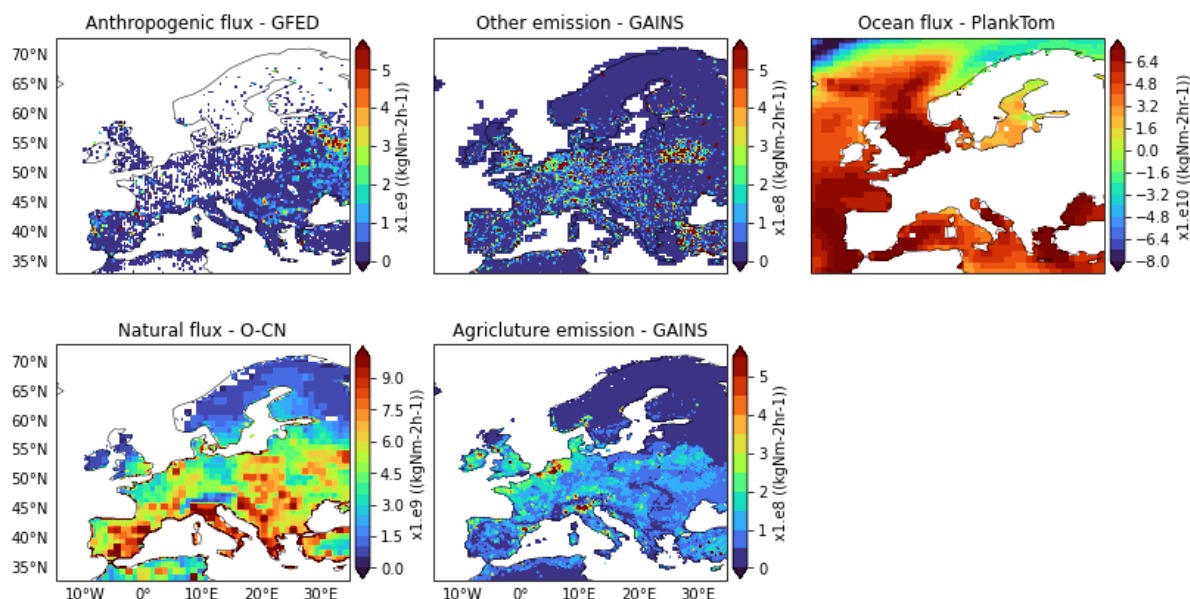 Anthropogenic flux - GFED
Other emission - GAINS
Ocean flux - PlankTom
70°N
65°N
60°N
55°N
50°N
45°N
40°N
35°N
5
4
3
2
1
0
x1.e9 ((kgNm-2h-1))
5
4
3
2
1
0
x1.e8 ((kgNm-2hr-1))
6.4
4.8
3.2
1.6
0.0
−1.6
−3.2
−4.8
−6.4
−8.0
x1.e10 ((kgNm-2hr-1))
Natural flux - O-CN
Agricluture emission - GAINS
70°N
65°N
60°N
55°N
50°N
45°N
40°N
35°N
9.0
7.5
6.0
4.5
3.0
1.5
0.0
x1.e9 ((kgNm-2h-1))
5
4
3
2
1
0
x1.e8 ((kgNm-2hr-1))
10°W 0° 10°E 20°E 30°E
10°W 0° 10°E 20°E 30°E